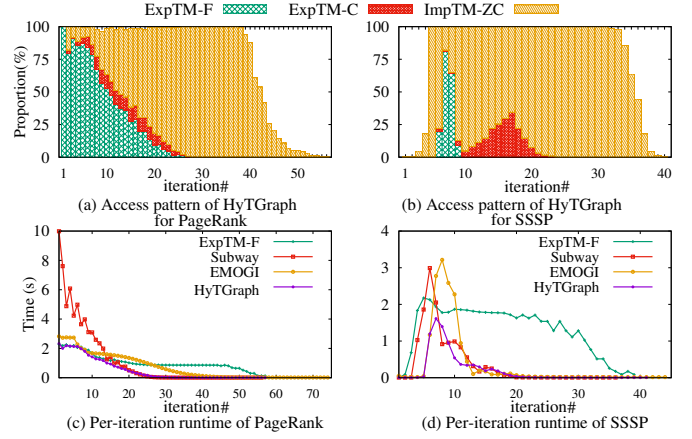 ExpTM-F ExpTM-C ImpTM-ZC
Proportion(%)
100
75
50
25
0
1 10 20 30 40 50
iteration#
(a) Access pattern of HyTGraph
for PageRank
100
75
50
25
0
1 10 20 30 40
iteration#
(b) Access pattern of HyTGraph
for SSSP
Time (s)
10
8
6
4
2
0
ExpTM-F
Subway
EMOGI
HyTGraph
10 20 30 40 50 60 70
iteration#
(c) Per-iteration runtime of PageRank
5
4
3
2
1
0
ExpTM-F
Subway
EMOGI
HyTGraph
10 20 30 40
iteration#
(d) Per-iteration runtime of SSSP